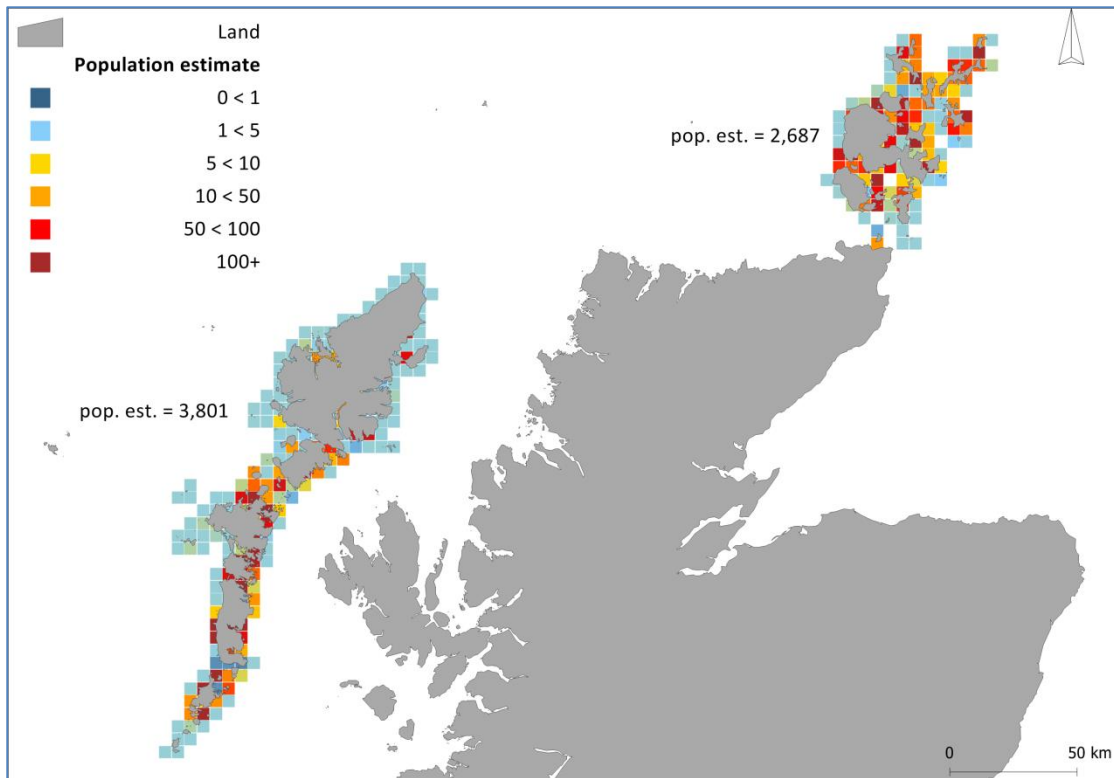 Land
Population estimate
0 < 1
1 < 5
5 < 10
10 < 50
50 < 100
100+
pop. est. = 2,687
pop. est. = 3,801
0 50 km